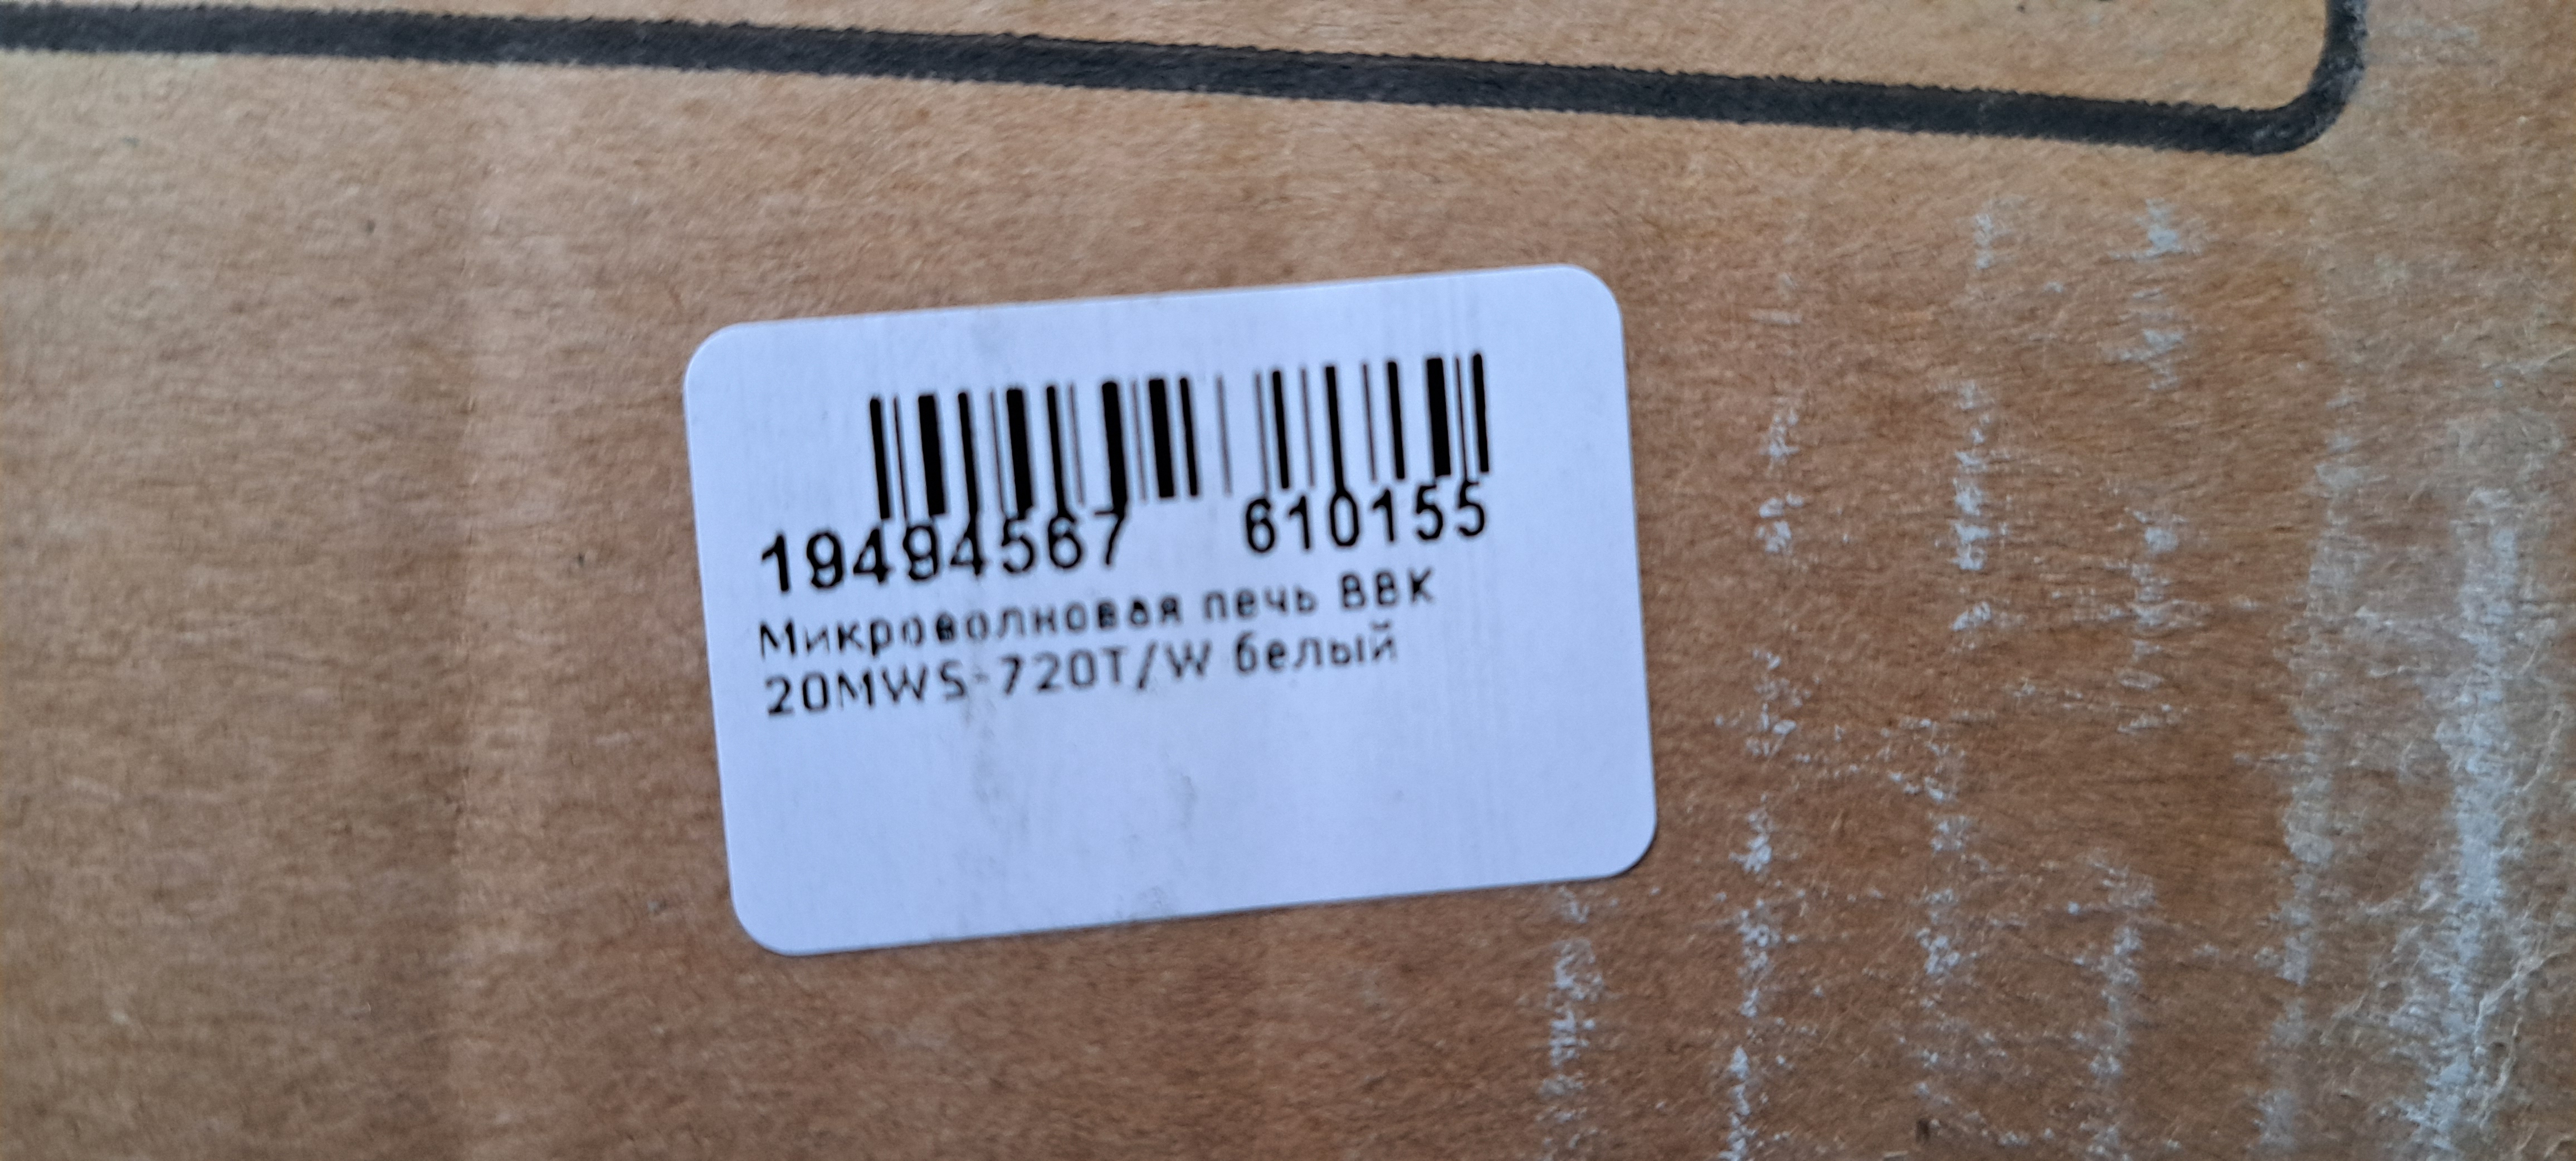 19494567 610155
Микроволновая печь BBK
20MWS-720T/W белый